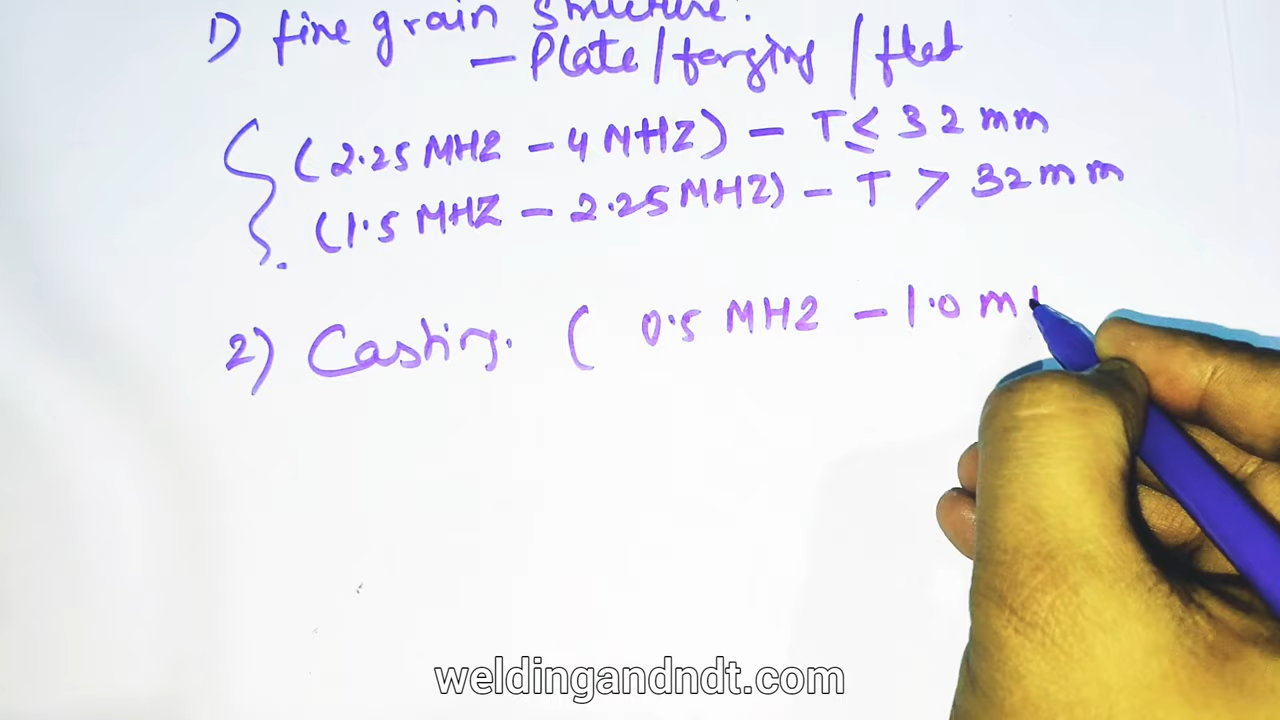 1) fine grain structure.
- Plate/forging/flat
(2.25 MHZ - 4 MHZ) - T ≤ 32 mm
(1.5 MHZ - 2.25 MHZ) - T > 32 mm
2) Casting. ( 0.5 MHZ - 1.0 m
weldingandndt.com